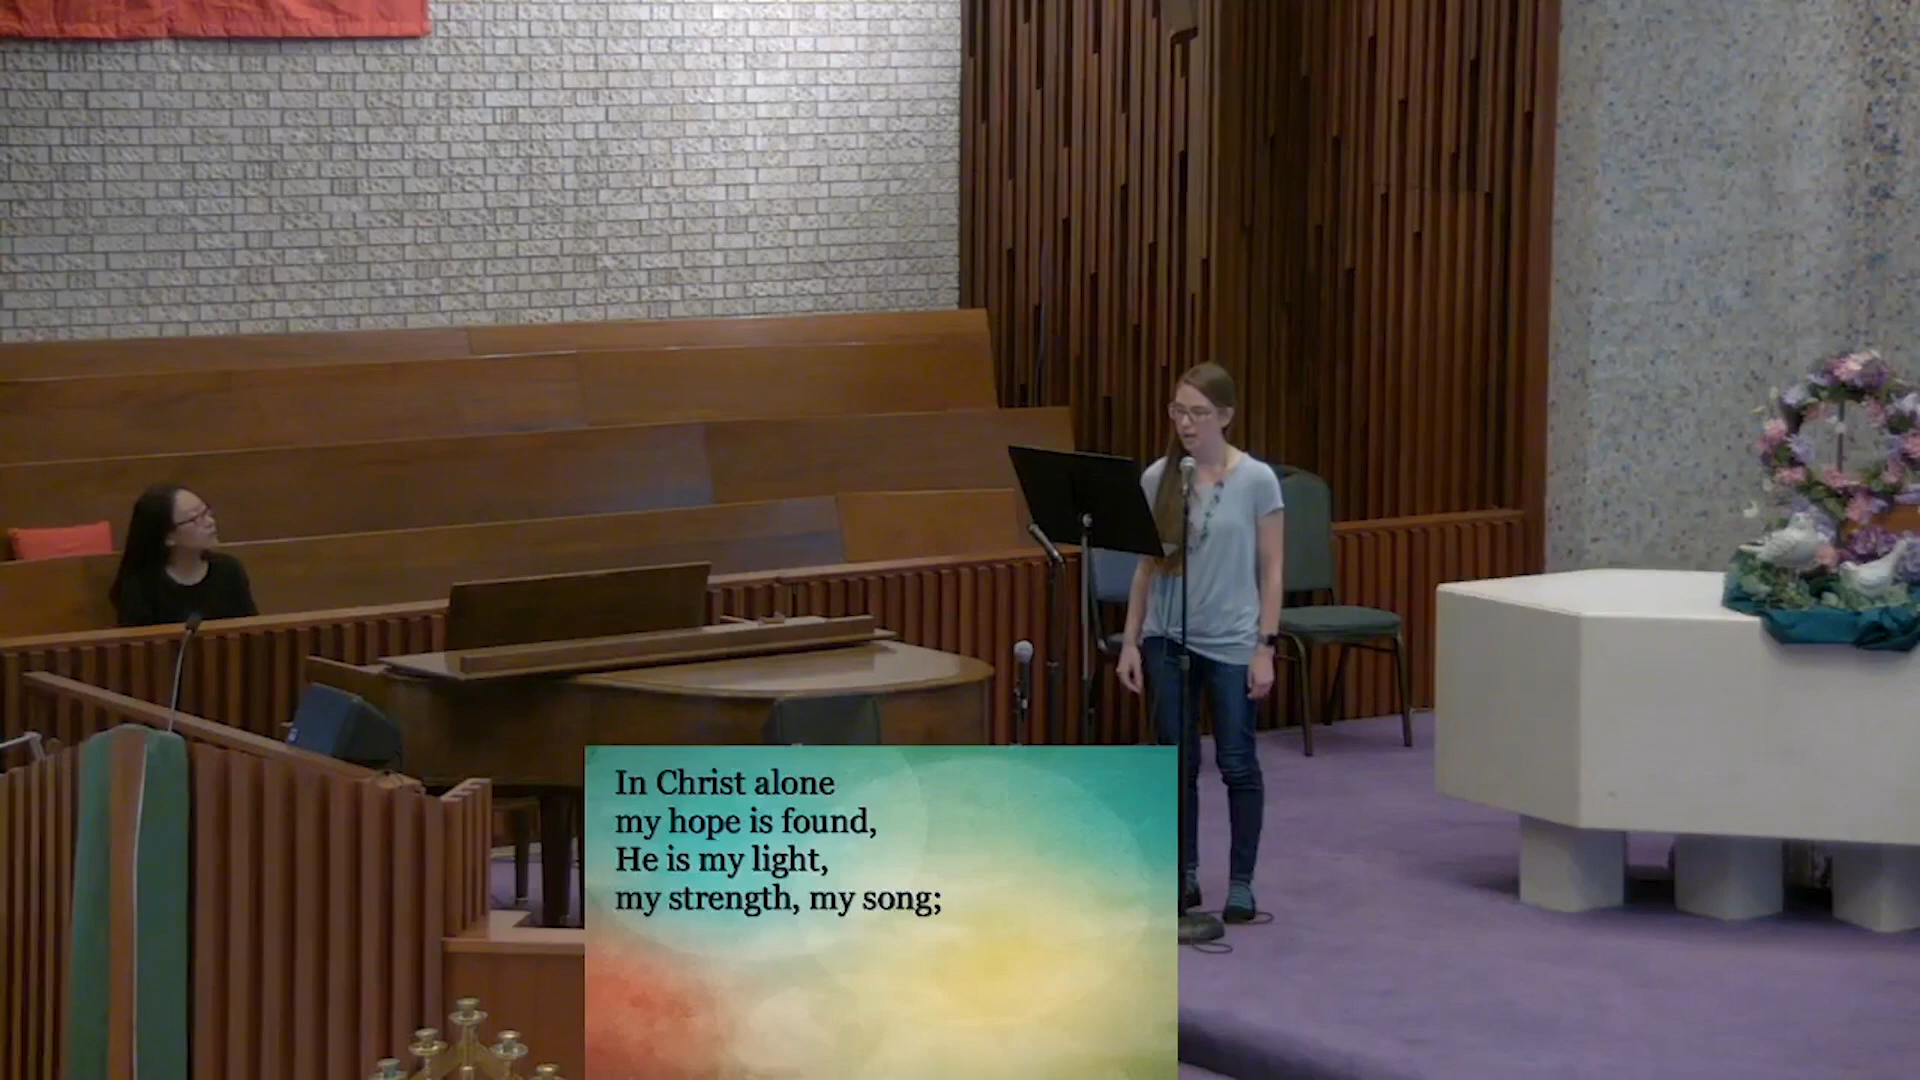 In Christ alone
my hope is found,
He is my light,
my strength, my song;